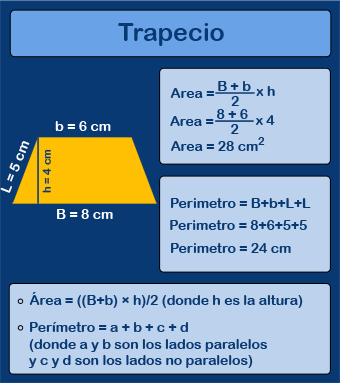 Trapecio
b = 6 cm
L = 5 cm
h = 4 cm
B = 8 cm
Area = B + b / 2 x h
Area = 8 + 6 / 2 x 4
Area = 28 cm²
Perimetro = B+b+L+L
Perimetro = 8+6+5+5
Perimetro = 24 cm
Área = ((B+b) × h)/2 (donde h es la altura)
Perímetro = a + b + c + d
(donde a y b son los lados paralelos
y c y d son los lados no paralelos)